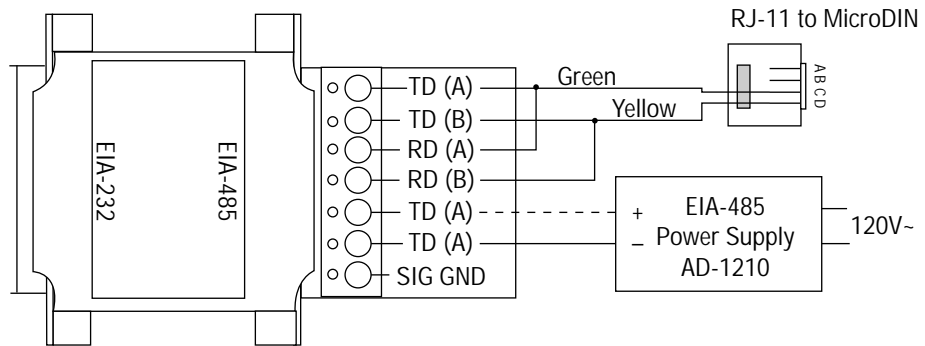 RJ-11 to MicroDIN
A B C D
Green
Yellow
EIA-232
EIA-485
TD (A)
TD (B)
RD (A)
RD (B)
TD (A)
TD (A)
SIG GND
+
–
EIA-485
Power Supply
AD-1210
120V~